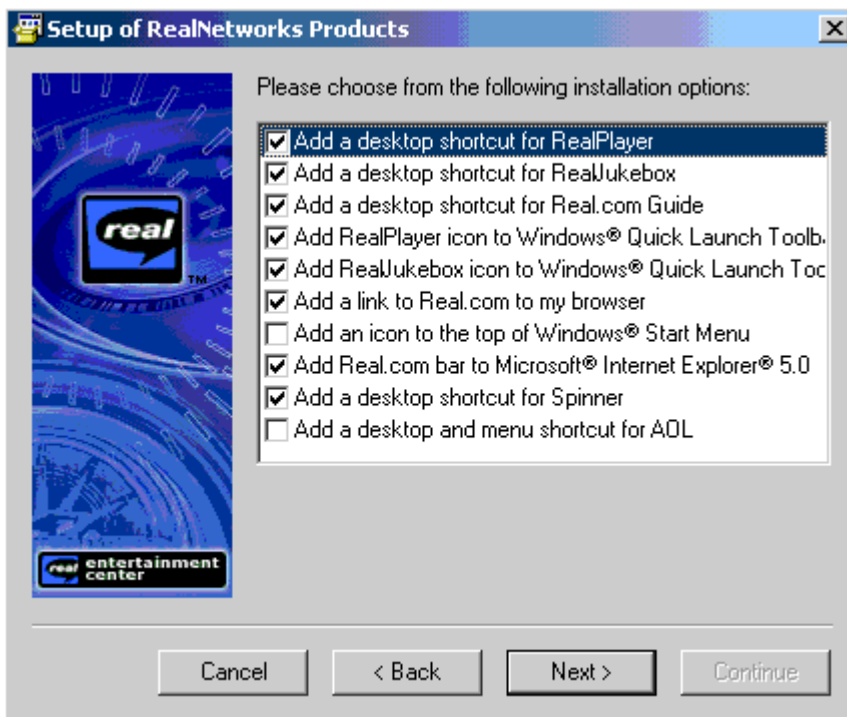 Setup of RealNetworks Products
Please choose from the following installation options:
Add a desktop shortcut for RealPlayer
Add a desktop shortcut for RealJukebox
Add a desktop shortcut for Real.com Guide
Add RealPlayer icon to Windows® Quick Launch Toolb
Add RealJukebox icon to Windows® Quick Launch Too
Add a link to Real.com to my browser
Add an icon to the top of Windows® Start Menu
Add Real.com bar to Microsoft® Internet Explorer® 5.0
Add a desktop shortcut for Spinner
Add a desktop and menu shortcut for AOL
real
TM
real entertainment
center
Cancel
< Back
Next >
Continue